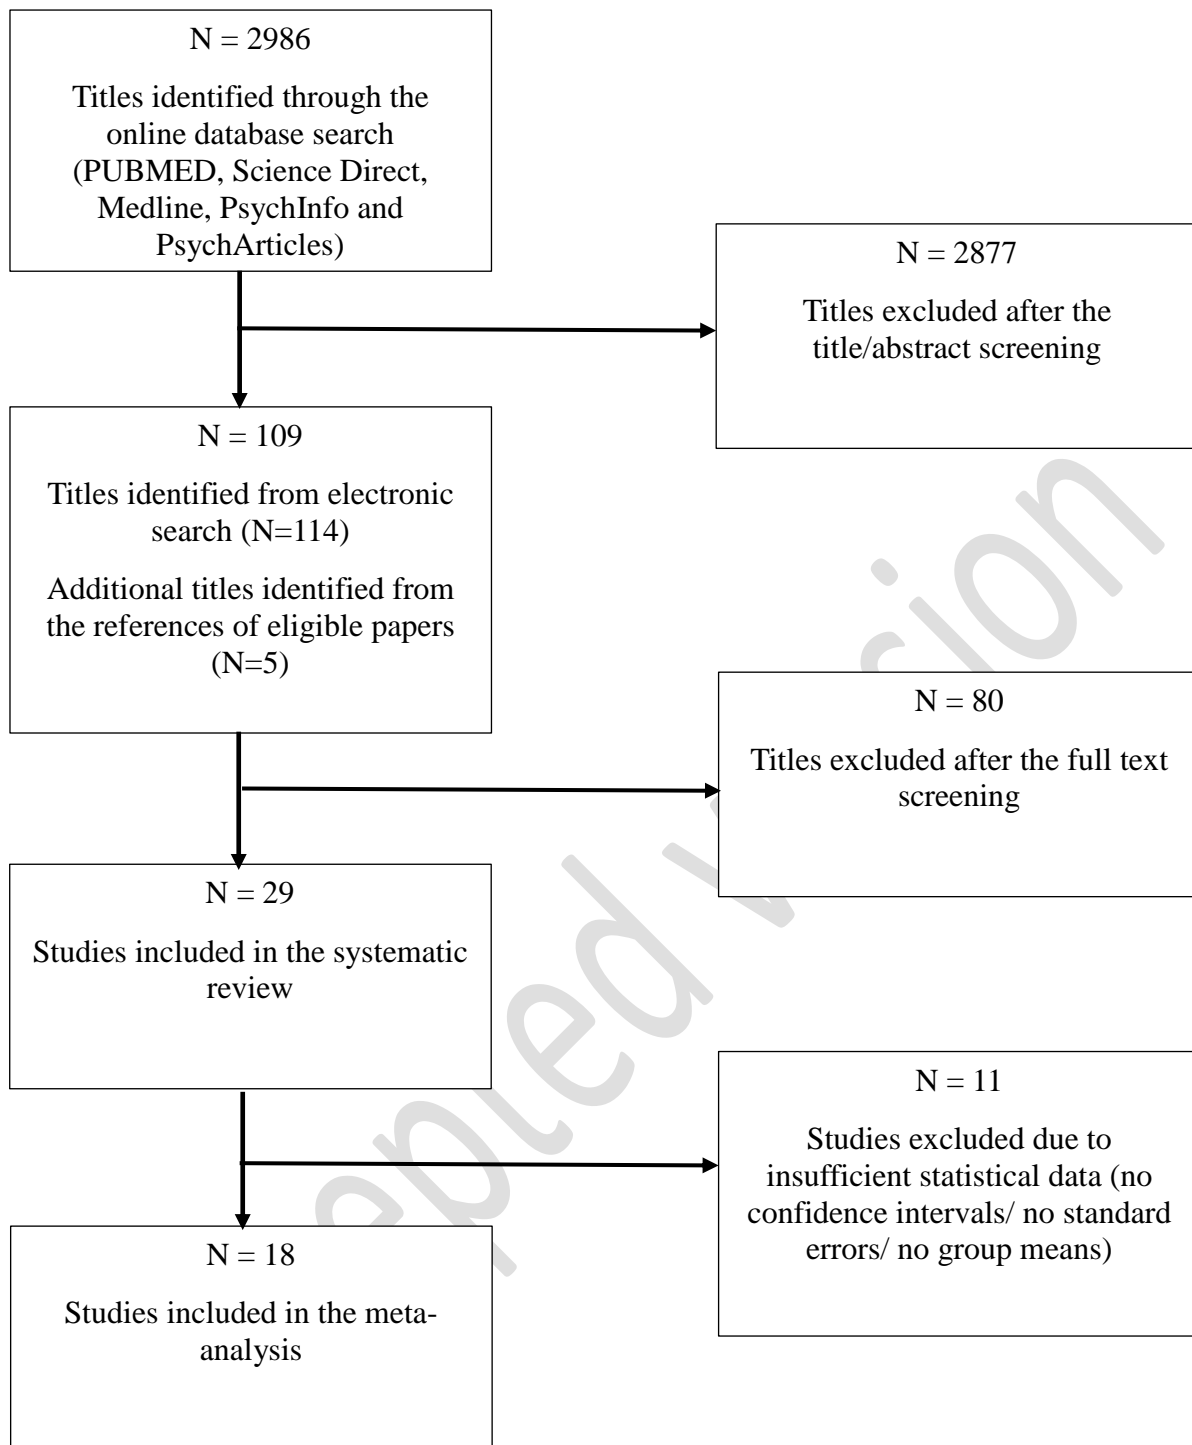 N = 2986
Titles identified through the
online database search
(PUBMED, Science Direct,
Medline, PsychInfo and
PsychArticles)
N = 2877
Titles excluded after the
title/abstract screening
N = 109
Titles identified from electronic
search (N=114)
Additional titles identified from
the references of eligible papers
(N=5)
N = 80
Titles excluded after the full text
screening
N = 29
Studies included in the systematic
review
N = 11
Studies excluded due to
insufficient statistical data (no
confidence intervals/ no standard
errors/ no group means)
N = 18
Studies included in the meta-
analysis